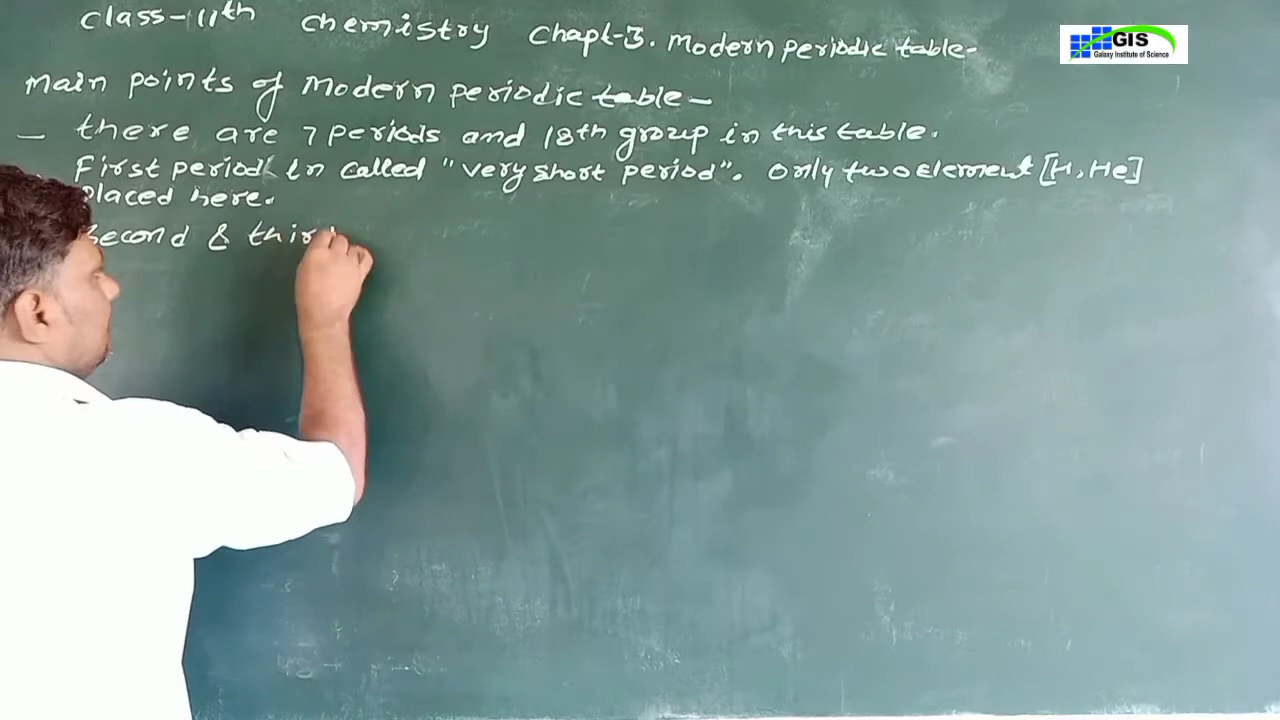 Class-11th Chemistry Chapt-3. Modern periodic table-
GIS
Galaxy Institute of Science
Main points of Modern periodic table-
- there are 7 periods and 18th group in this table.
First period in called "very short period". Only two element [H, He]
placed here.
Second & third